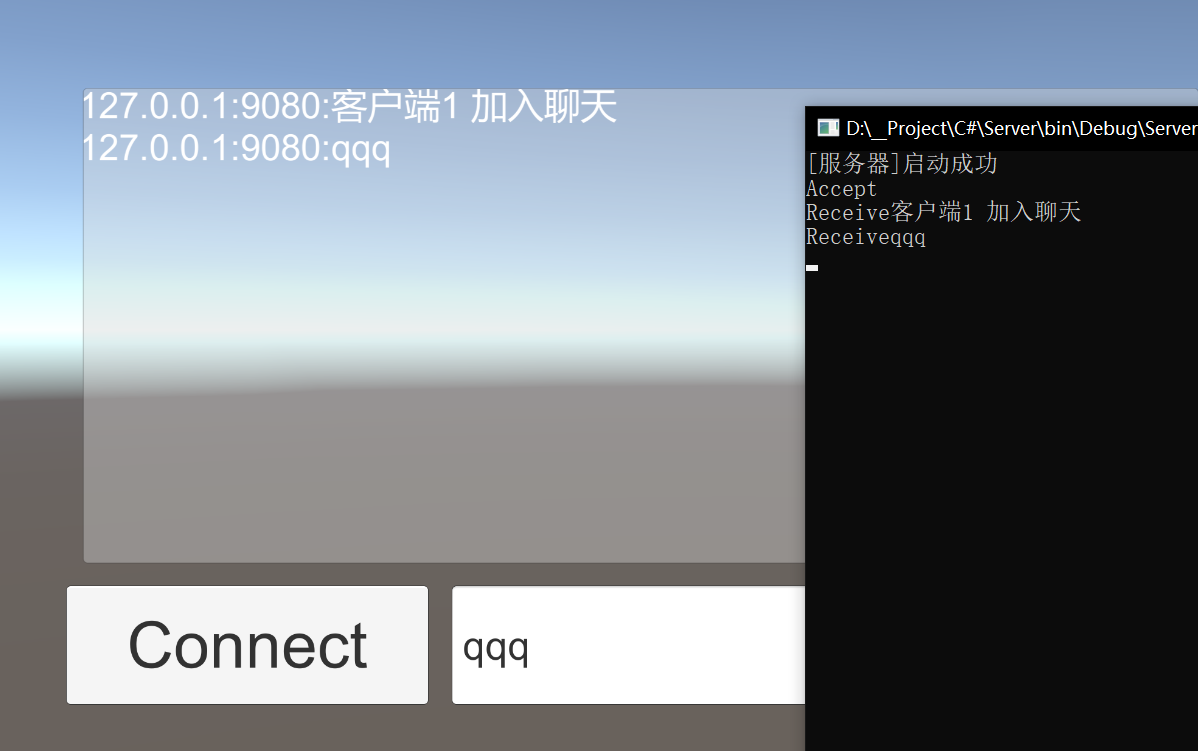 127.0.0.1:9080:客户端1 加入聊天
127.0.0.1:9080:qqq
D:\__Project\C#\Server\bin\Debug\Server
[服务器]启动成功
Accept
Receive客户端1 加入聊天
Receiveqqq
Connect
qqq